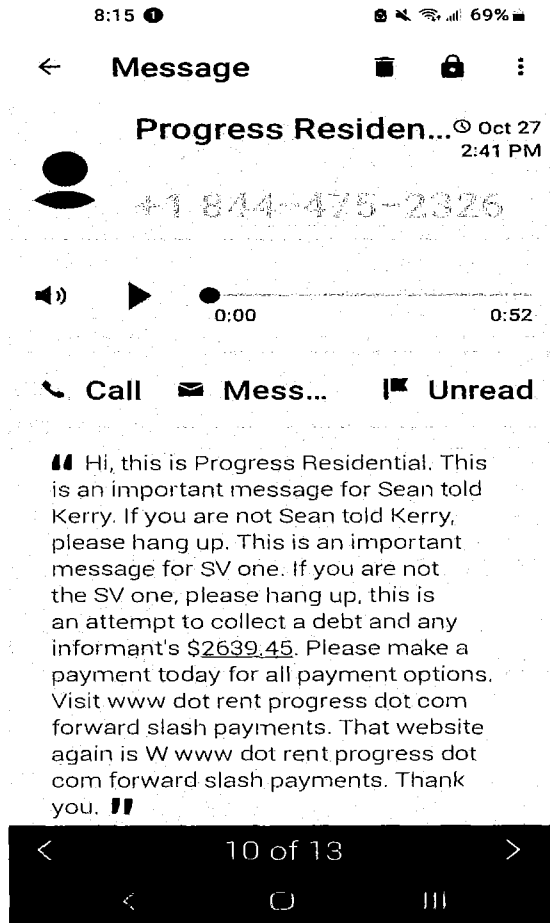 8:15 1 69%
Message
Progress Residen... Oct 27
2:41 PM
+1 844-475-2326
0:00 0:52
Call Mess... Unread
" Hi, this is Progress Residential. This
is an important message for Sean told
Kerry. If you are not Sean told Kerry,
please hang up. This is an important
message for SV one. If you are not
the SV one, please hang up, this is
an attempt to collect a debt and any
informant's $2639.45. Please make a
payment today for all payment options,
Visit www dot rent progress dot com
forward slash payments. That website
again is W www dot rent progress dot
com forward slash payments. Thank
you. "
10 of 13